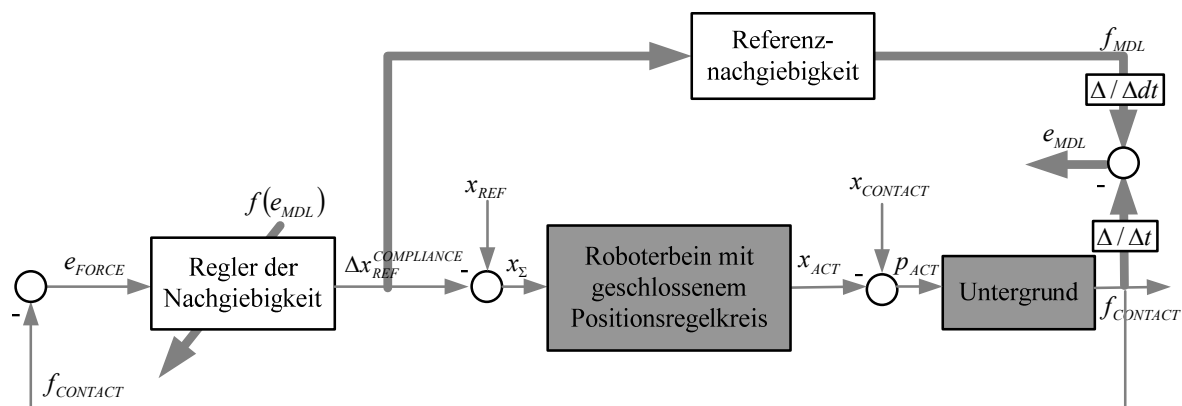 Referenz-
nachgiebigkeit
f_MDL
Δ / Δdt
e_MDL
-
x_REF
x_CONTACT
f(e_MDL)
Δ / Δt
e_FORCE
Regler der
Nachgiebigkeit
Δx_REF^COMPLIANCE
-
x_Σ
Roboterbein mit
geschlossenem
Positionsregelkreis
x_ACT
-
p_ACT
Untergrund
f_CONTACT
-
f_CONTACT